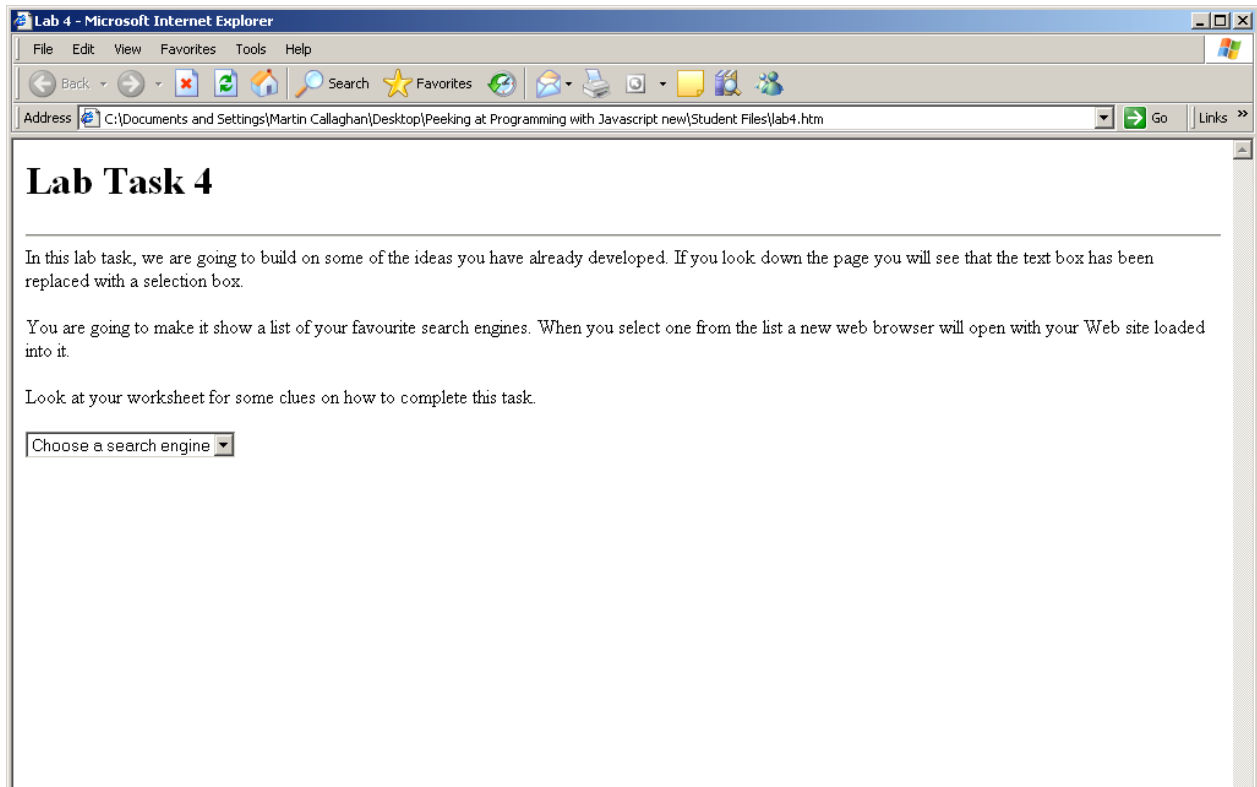 Lab 4 - Microsoft Internet Explorer
File Edit View Favorites Tools Help
Back Search Favorites
Address C:\Documents and Settings\Martin Callaghan\Desktop\Peeking at Programming with Javascript new\Student Files\lab4.htm Go Links »
Lab Task 4
In this lab task, we are going to build on some of the ideas you have already developed. If you look down the page you will see that the text box has been
replaced with a selection box.
You are going to make it show a list of your favourite search engines. When you select one from the list a new web browser will open with your Web site loaded
into it.
Look at your worksheet for some clues on how to complete this task.
Choose a search engine